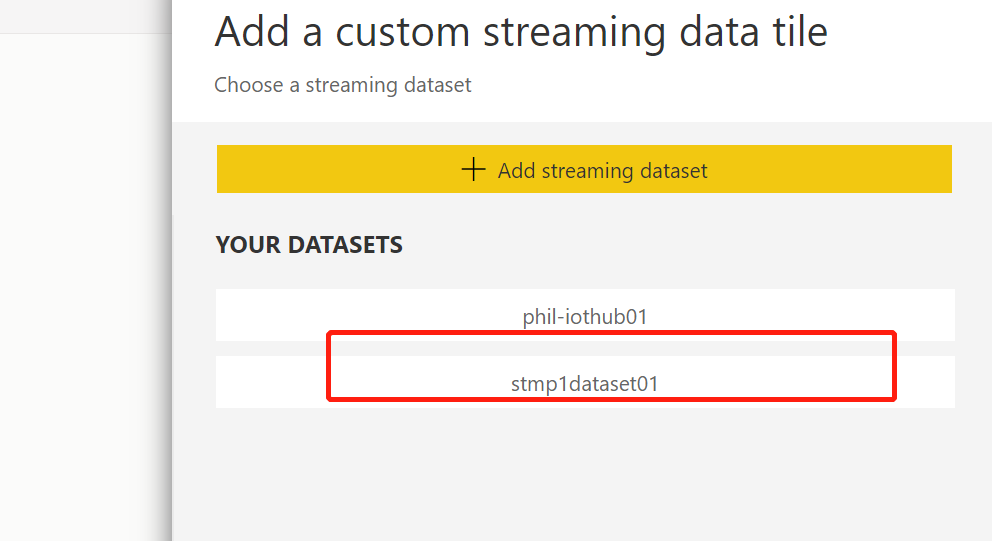 Add a custom streaming data tile
Choose a streaming dataset
Add streaming dataset
YOUR DATASETS
phil-iothub01
stmp1dataset01